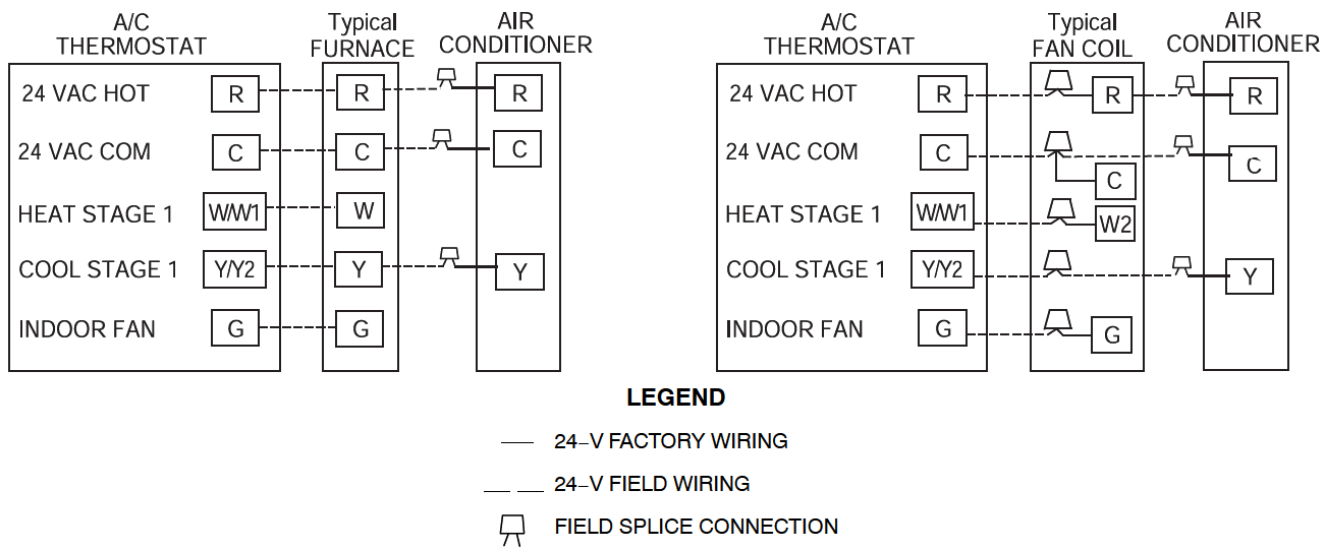 A/C
THERMOSTAT
Typical
FURNACE
AIR
CONDITIONER
24 VAC HOT R R R
24 VAC COM C C C
HEAT STAGE 1 W/W1 W
COOL STAGE 1 Y/Y2 Y Y
INDOOR FAN G G
A/C
THERMOSTAT
Typical
FAN COIL
AIR
CONDITIONER
24 VAC HOT R R R
24 VAC COM C C C
HEAT STAGE 1 W/W1 W2
COOL STAGE 1 Y/Y2 Y
INDOOR FAN G G
LEGEND
24–V FACTORY WIRING
24–V FIELD WIRING
FIELD SPLICE CONNECTION